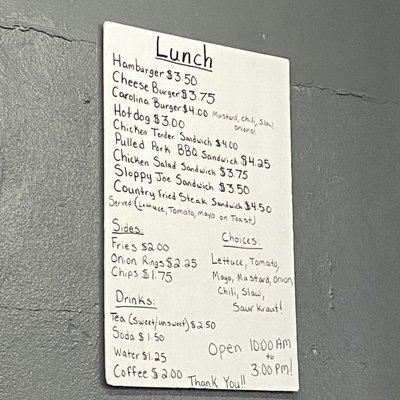 Lunch
Hamburger $3.50
Cheese Burger $3.75
Carolina Burger $4.00 Mustard, Chili, Slaw, onions!
Hotdog $3.00
Chicken Tender Sandwich $4.00
Pulled Pork BBQ Sandwich $4.25
Chicken Salad Sandwich $3.75
Sloppy Joe Sandwich $3.50
Country Fried Steak Sandwich $4.50
Served: (Lettuce, Tomato, mayo on Toast)
Sides:
Fries $2.00
Onion Rings $2.25
Chips $1.75
Choices:
Lettuce, Tomato,
Mayo, Mustard, Onion,
Chili, Slaw,
Saur Kraut!
Drinks:
Tea (Sweet/unsweet) $2.50
Soda $1.50
Water $1.25
Coffee $2.00
Open 10:00 AM
to
3:00 PM!
Thank You!!